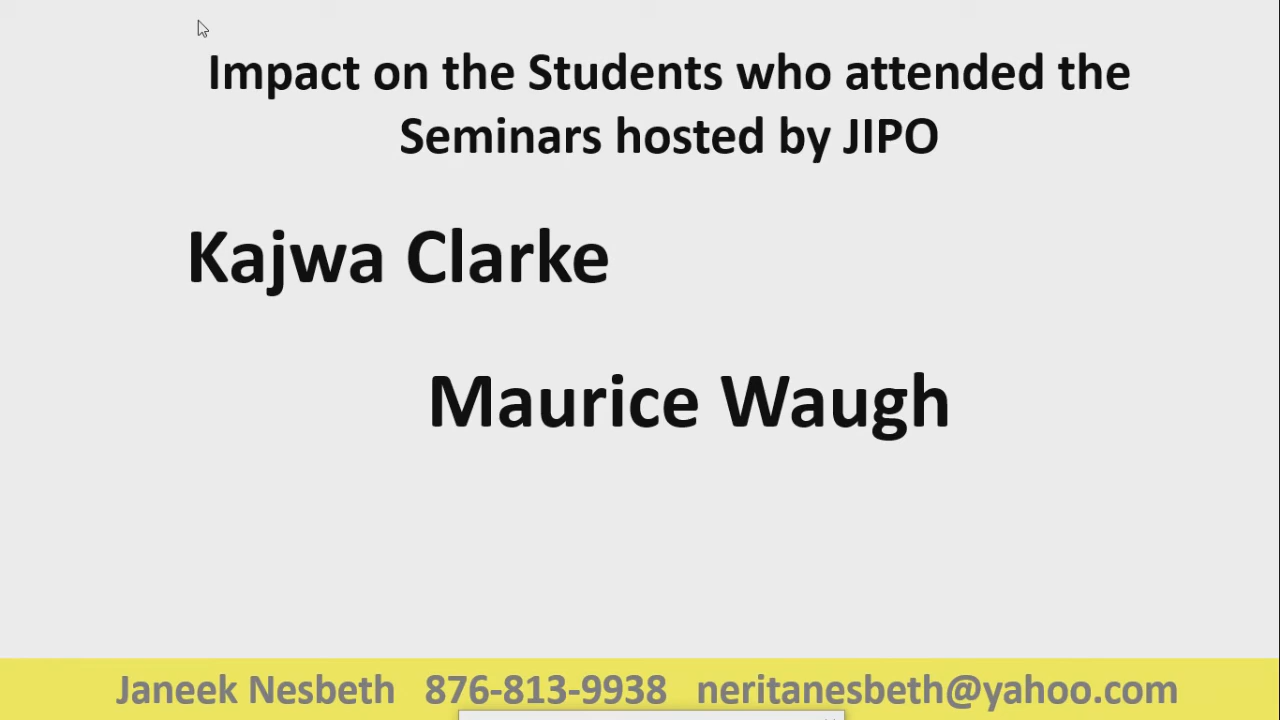 Impact on the Students who attended the
Seminars hosted by JIPO
Kajwa Clarke
Maurice Waugh
Janeek Nesbeth 876-813-9938 neritanesbeth@yahoo.com